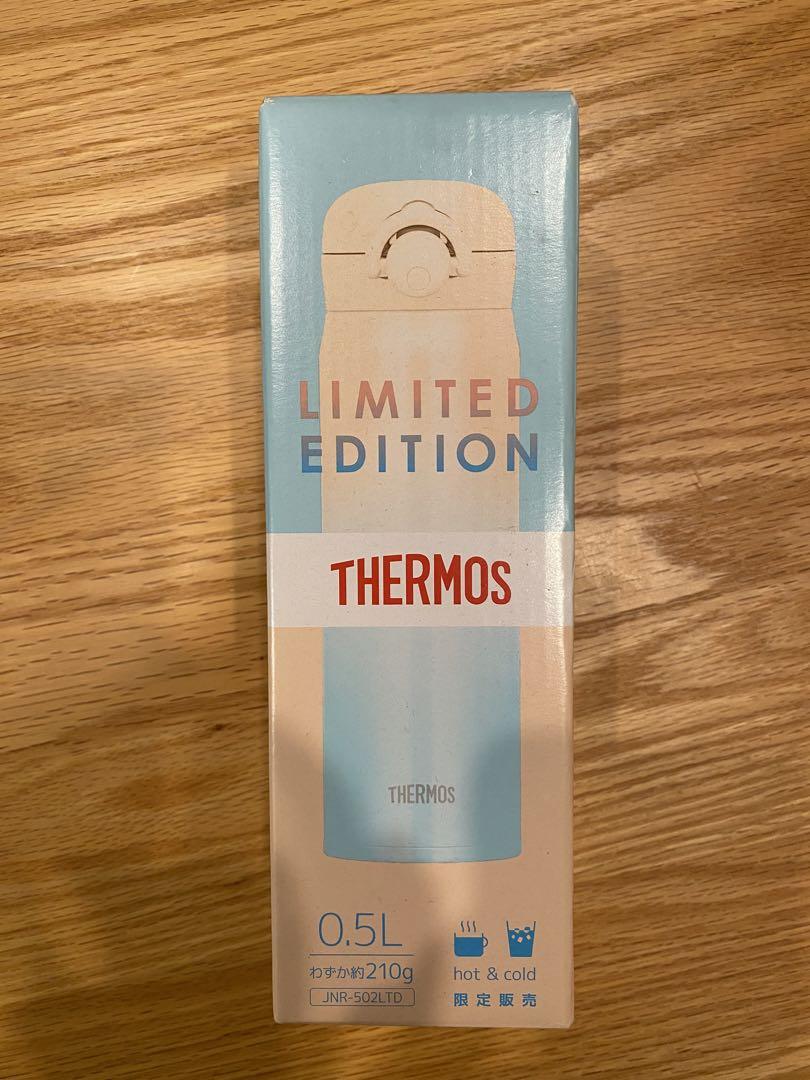 LIMITED
EDITION
THERMOS
THERMOS
0.5L
わずか約210g
JNR-502LTD
hot & cold
限定販売